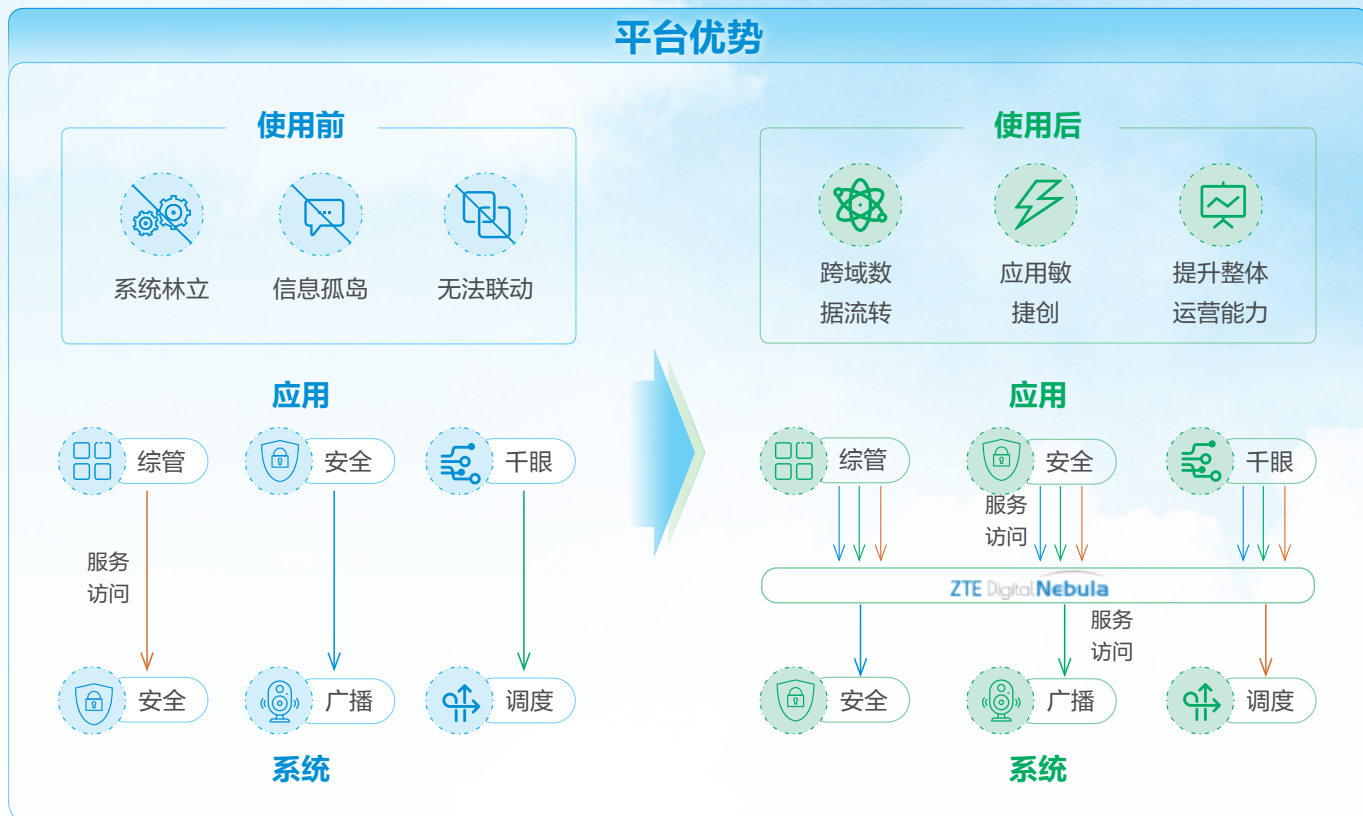 平台优势
使用前
系统林立
信息孤岛
无法联动
应用
综管
安全
千眼
服务
访问
安全
广播
调度
系统
使用后
跨域数
据流转
应用敏
捷创
提升整体
运营能力
应用
综管
安全
千眼
服务
访问
ZTE Digital Nebula
服务
访问
安全
广播
调度
系统